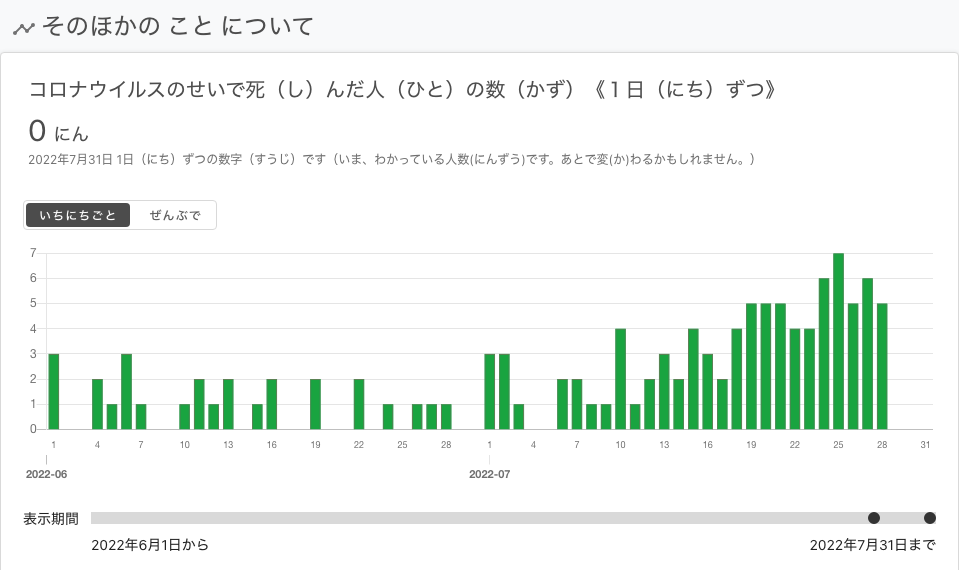 そのほかの こと について
コロナウイルスのせいで死（し）んだ人（ひと）の数（かず）《１日（にち）ずつ》
0 にん
2022年7月31日 1日（にち）ずつの数字（すうじ）です（いま、わかっている人数(にんずう)です。あとで変(か)わるかもしれません。）
いちにちごと ぜんぶで
7
6
5
4
3
2
1
0
1 4 7 10 13 16 19 22 25 28 1 4 7 10 13 16 19 22 25 28 31
2022-06 2022-07
表示期間
2022年6月1日から 2022年7月31日まで